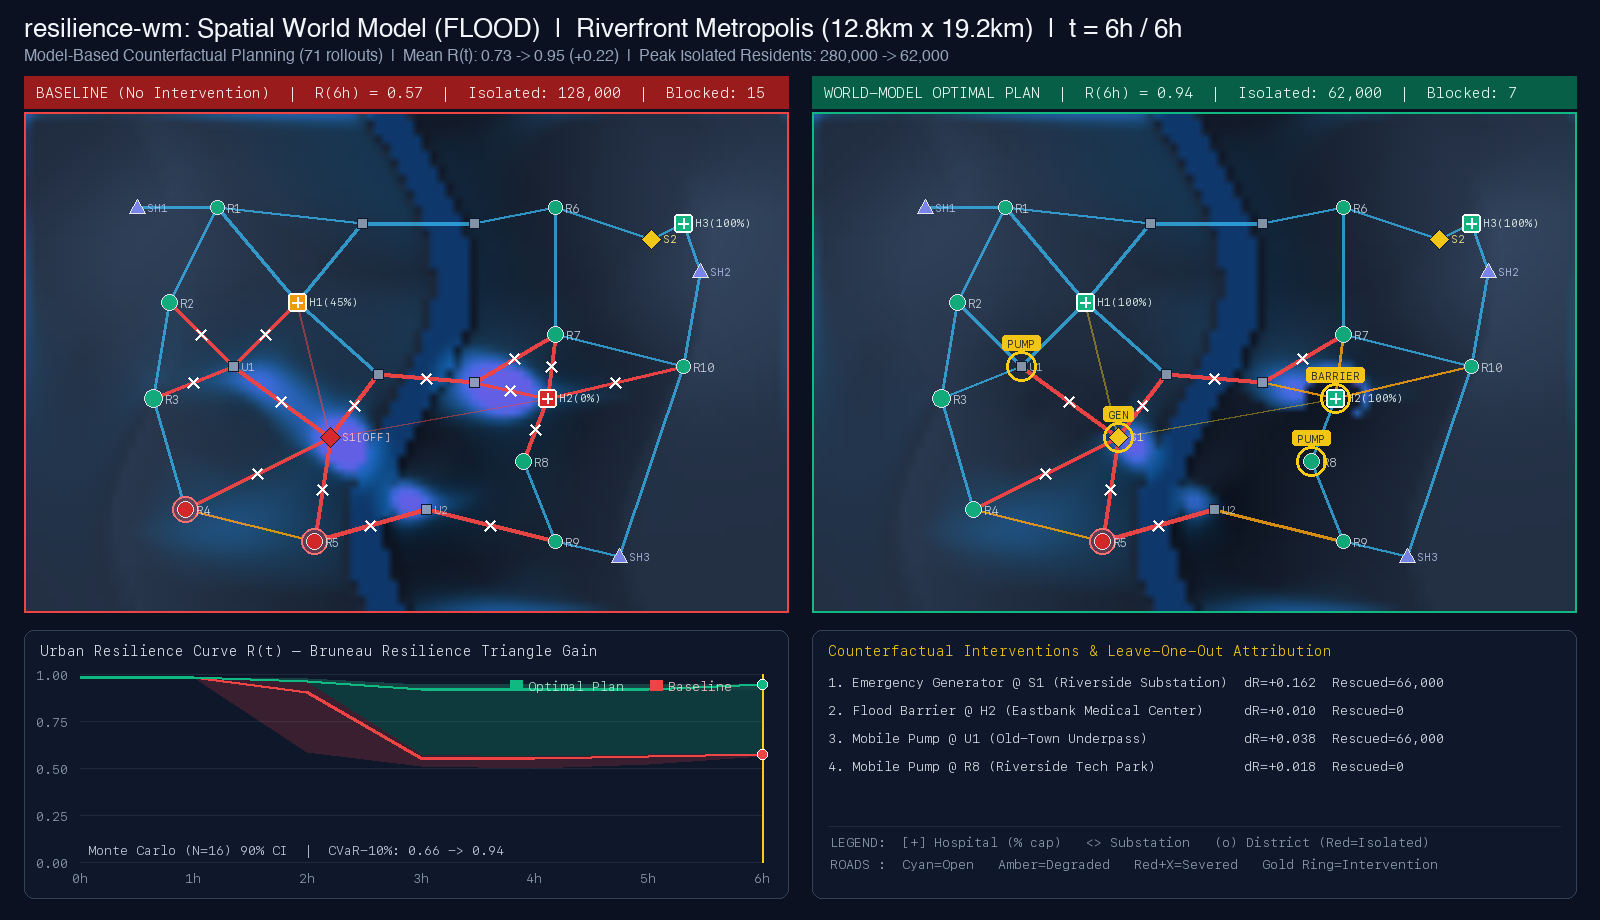 resilience-wm: Spatial World Model (FLOOD) | Riverfront Metropolis (12.8km x 19.2km) | t = 6h / 6h
Model-Based Counterfactual Planning (71 rollouts) | Mean R(t): 0.73 -> 0.95 (+0.22) | Peak Isolated Residents: 280,000 -> 62,000
BASELINE (No Intervention) | R(6h) = 0.57 | Isolated: 128,000 | Blocked: 15
SH1
R1
R6
H3(100%)
S2
SH2
R2
H1(45%)
R7
U1
R10
R3
H2(0%)
S1[OFF]
R8
R4
U2
R5
R9
SH3
WORLD-MODEL OPTIMAL PLAN | R(6h) = 0.94 | Isolated: 62,000 | Blocked: 7
SH1
R1
R6
H3(100%)
S2
SH2
R2
H1(100%)
R7
PUMP
U1
R10
BARRIER
R3
H2(100%)
GEN
S1
PUMP
R8
R4
U2
R5
R9
SH3
Urban Resilience Curve R(t) — Bruneau Resilience Triangle Gain
1.00
Optimal Plan
Baseline
0.75
0.50
0.25
Monte Carlo (N=16) 90% CI | CVaR-10%: 0.66 -> 0.94
0.00
0h 1h 2h 3h 4h 5h 6h
Counterfactual Interventions & Leave-One-Out Attribution
1. Emergency Generator @ S1 (Riverside Substation) dR=+0.162 Rescued=66,000
2. Flood Barrier @ H2 (Eastbank Medical Center) dR=+0.010 Rescued=0
3. Mobile Pump @ U1 (Old-Town Underpass) dR=+0.038 Rescued=66,000
4. Mobile Pump @ R8 (Riverside Tech Park) dR=+0.018 Rescued=0
LEGEND: [+] Hospital (% cap) <> Substation (o) District (Red=Isolated)
ROADS : Cyan=Open Amber=Degraded Red+X=Severed Gold Ring=Intervention